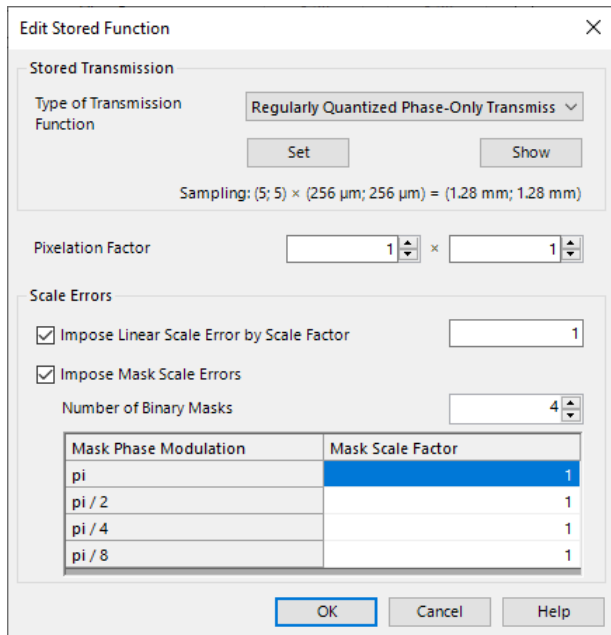 Edit Stored Function
Stored Transmission
Type of Transmission
Function
Regularly Quantized Phase-Only Transmiss
Set
Show
Sampling: (5; 5) × (256 µm; 256 µm) = (1.28 mm; 1.28 mm)
Pixelation Factor
1 × 1
Scale Errors
Impose Linear Scale Error by Scale Factor
1
Impose Mask Scale Errors
Number of Binary Masks
4
Mask Phase Modulation Mask Scale Factor
pi 1
pi / 2 1
pi / 4 1
pi / 8 1
OK
Cancel
Help